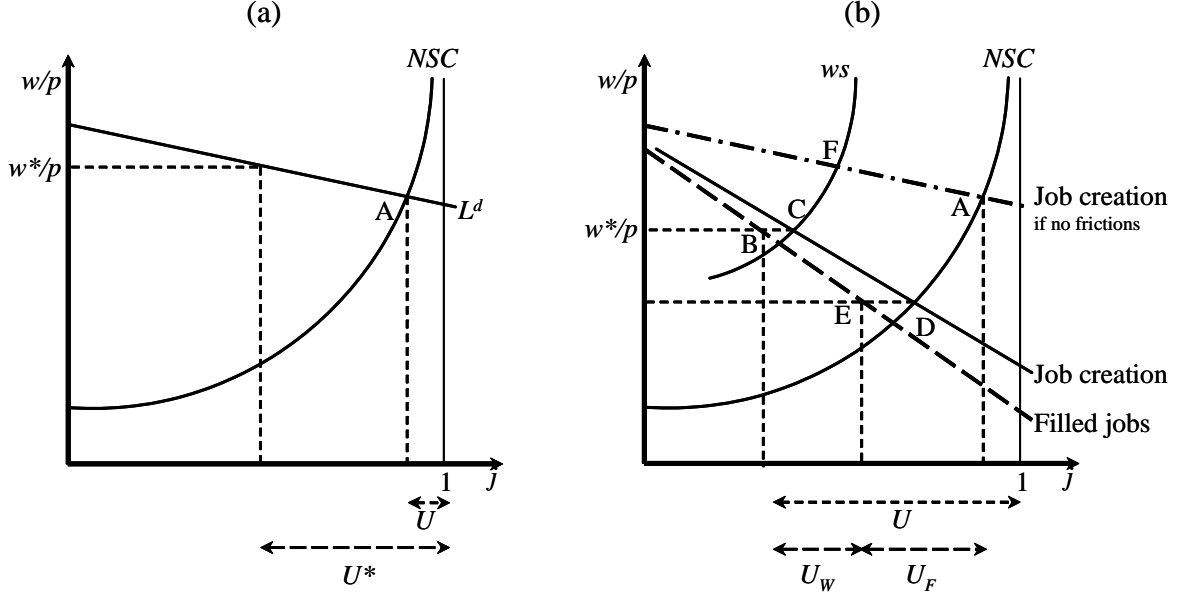 (a)
NSC
w/p
w*/p
A
L^d
1
j
U
U*
(b)
ws
NSC
w/p
F
A
Job creation
if no frictions
C
w*/p
B
E
D
Job creation
Filled jobs
1
j
U
U_W
U_F